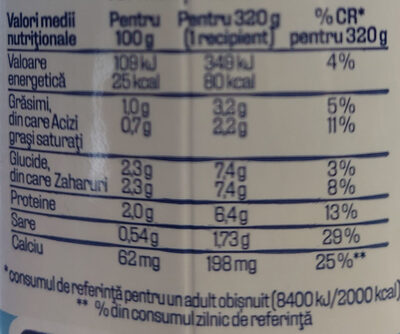 Valori medii Pentru Pentru 320 g % CR*
nutriționale 100 g (1 recipient) pentru 320 g
Valoare 109 kJ 349 kJ 4%
energetică 25 kcal 80 kcal
Grăsimi, 1,0 g 3,2 g 5%
din care Acizi 0,7 g 2,2 g 11%
grași saturați
Glucide, 2,3 g 7,4 g 3%
din care Zaharuri 2,3 g 7,4 g 8%
Proteine 2,0 g 6,4 g 13%
Sare 0,54 g 1,73 g 29%
Calciu 62 mg 198 mg 25%**
*consumul de referință pentru un adult obișnuit (8400 kJ/2000 kcal)
** % din consumul zilnic de referință